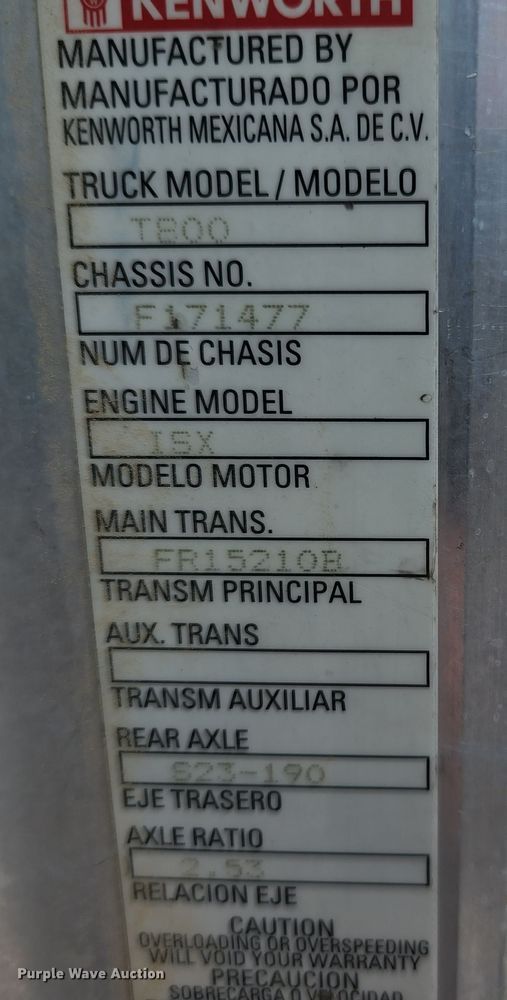 KENWORTH
MANUFACTURED BY
MANUFACTURADO POR
KENWORTH MEXICANA S.A. DE C.V.
TRUCK MODEL / MODELO
T800
CHASSIS NO.
F171477
NUM DE CHASIS
ENGINE MODEL
ISX
MODELO MOTOR
MAIN TRANS.
FR15210B
TRANSM PRINCIPAL
AUX. TRANS
TRANSM AUXILIAR
REAR AXLE
S23-190
EJE TRASERO
AXLE RATIO
2.53
RELACION EJE
CAUTION
OVERLOADING OR OVERSPEEDING
WILL VOID YOUR WARRANTY
PRECAUCION
SOBRECARGA O VELOCIDAD
Purple Wave Auction